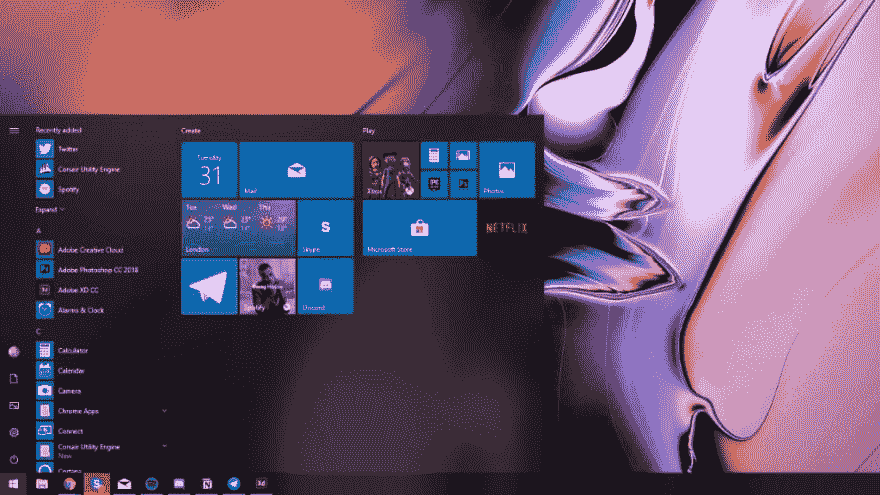 Recently added
Twitter
Corsair Utility Engine
Spotify
Expand
A
Adobe Creative Cloud
Adobe Photoshop CC 2018
Adobe XD CC
Alarms & Clock
C
Calculator
Calendar
Camera
Chrome Apps
Connect
Corsair Utility Engine
New
Cortana
Create
Tuesday
31
Mail
Tue Wed Thu
London
S
Skype
Spotify
Discord
Play
Xbox
Ps
Photos
Microsoft Store
NETFLIX